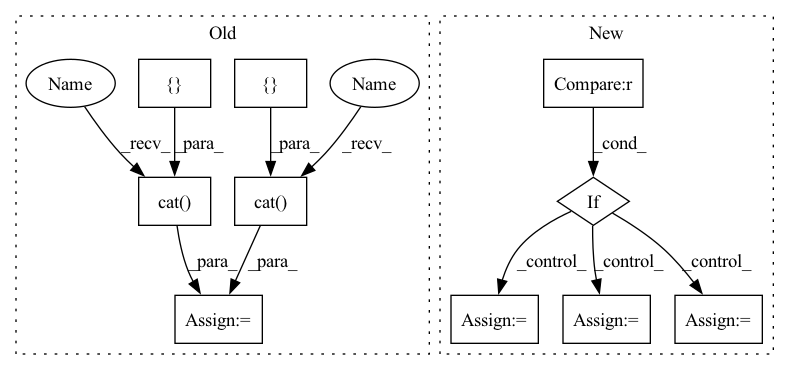 Old
New
Name
{}
{}
Name
Compare:r
_recv_
_para_
_para_
_recv_
_cond_
cat()
cat()
If
_para_
_para_
_control_
_control_
_control_
Assign:=
Assign:=
Assign:=
Assign:=